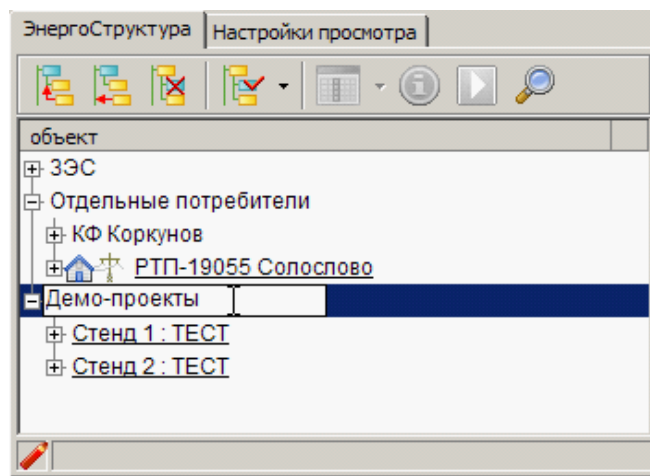 ЭнергоСтруктура Настройки просмотра
объект
ЗЭС
Отдельные потребители
КФ Коркунов
РТП-19055 Солослово
Демо-проекты
Стенд 1 : ТЕСТ
Стенд 2 : ТЕСТ